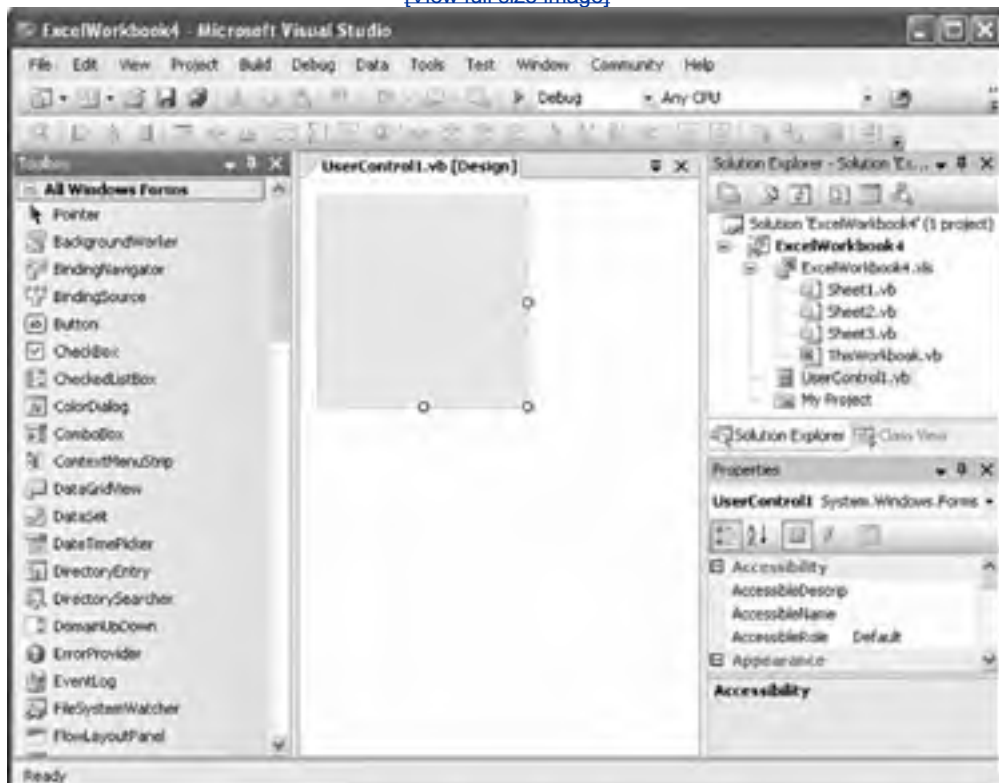 [View full size image]
ExcelWorkbook4 - Microsoft Visual Studio
File Edit View Project Build Debug Data Tools Test Window Community Help
Debug Any CPU
Toolbox
UserControl1.vb [Design]
Solution Explorer - Solution 'Ex...
All Windows Forms
Pointer
BackgroundWorker
BindingNavigator
BindingSource
Button
CheckBox
CheckedListBox
ColorDialog
ComboBox
ContextMenuStrip
DataGridView
DataSet
DateTimePicker
DirectoryEntry
DirectorySearcher
DomainUpDown
ErrorProvider
EventLog
FileSystemWatcher
FlowLayoutPanel
Solution 'ExcelWorkbook4' (1 project)
ExcelWorkbook4
ExcelWorkbook4.xls
Sheet1.vb
Sheet2.vb
Sheet3.vb
ThisWorkbook.vb
UserControl1.vb
My Project
Solution Explorer Class View
Properties
UserControl1 System.Windows.Forms
Accessibility
AccessibleDescrip
AccessibleName
AccessibleRole Default
Appearance
Accessibility
Ready